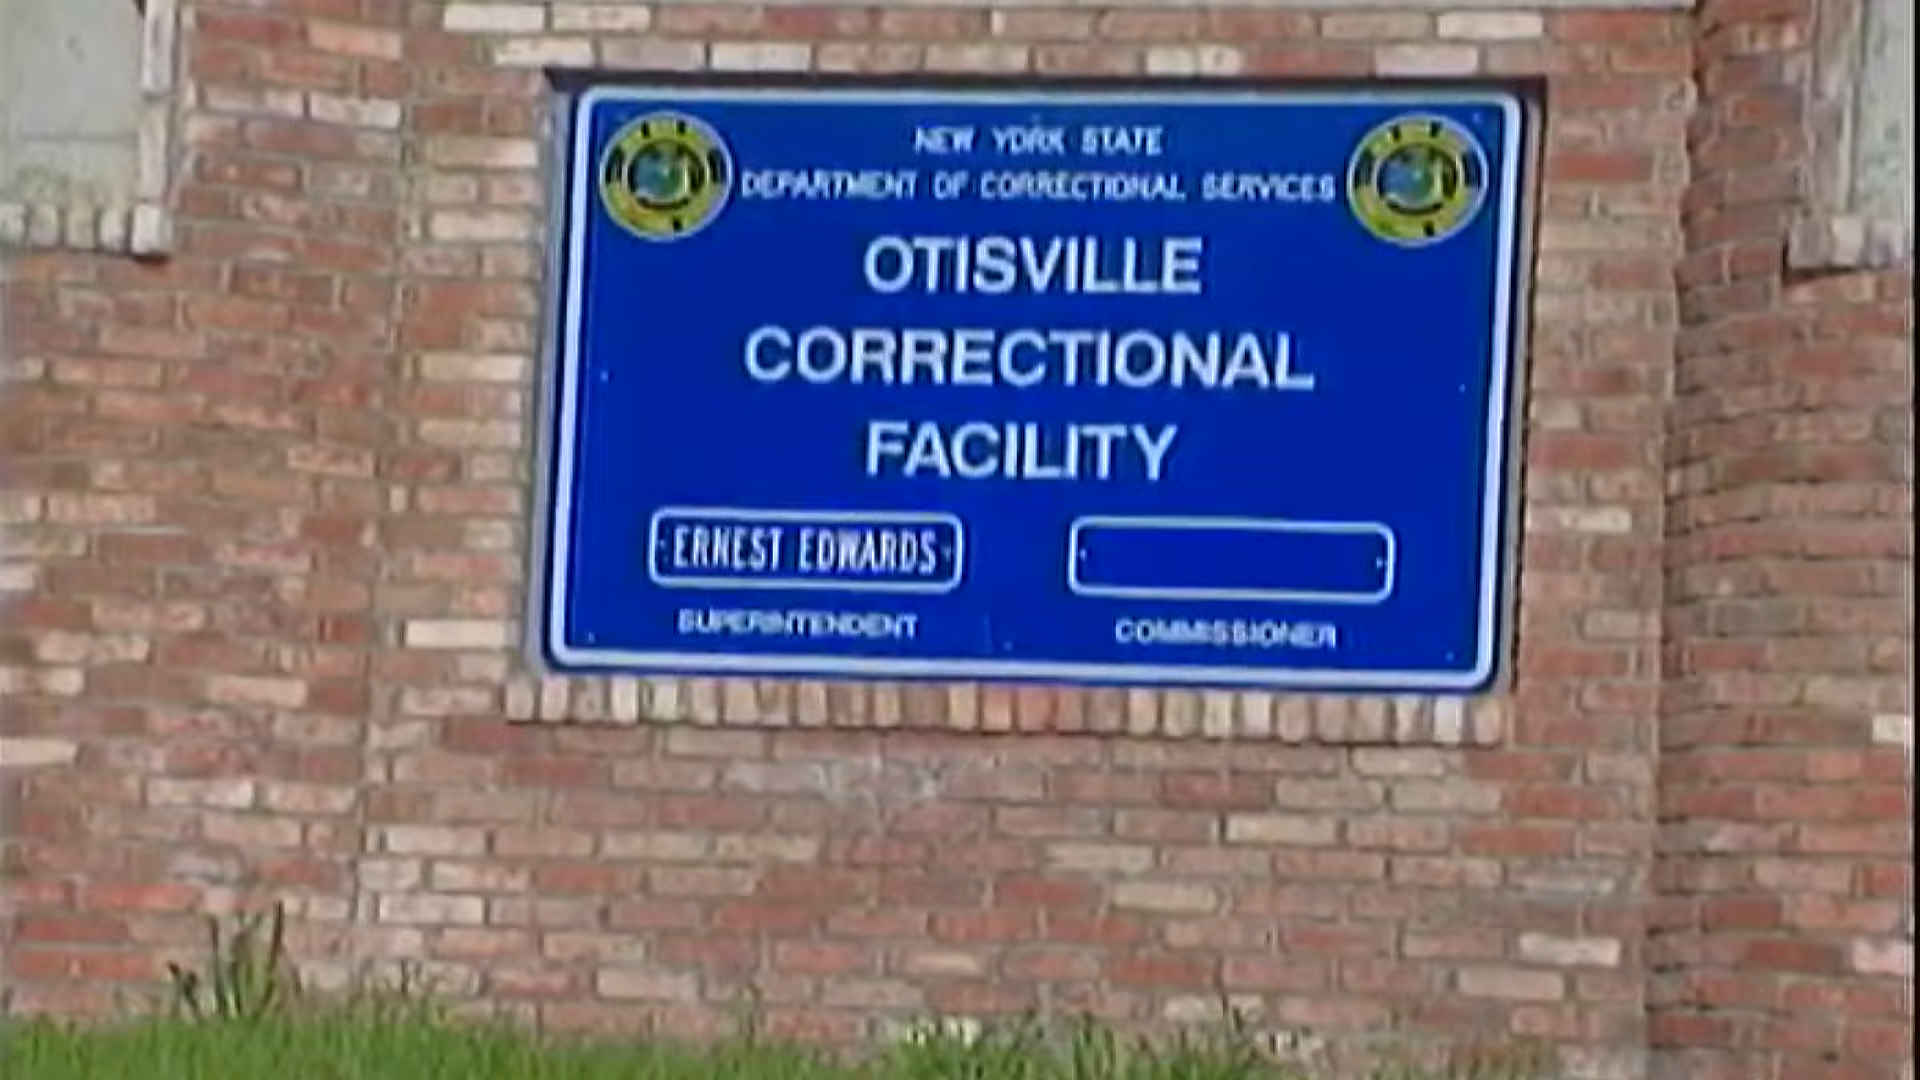 NEW YORK STATE
DEPARTMENT OF CORRECTIONAL SERVICES
OTISVILLE
CORRECTIONAL
FACILITY
ERNEST EDWARDS
SUPERINTENDENT
COMMISSIONER